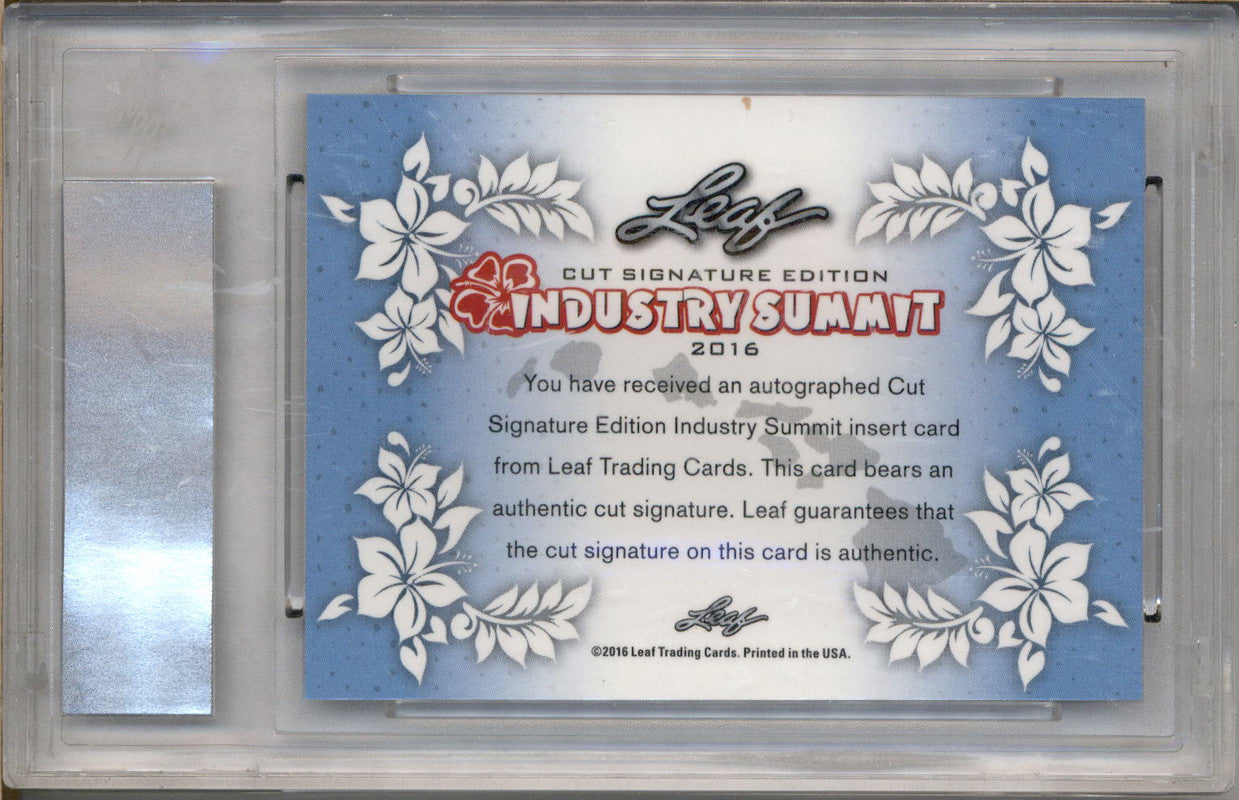 Leaf
CUT SIGNATURE EDITION
INDUSTRY SUMMIT
2016
You have received an autographed Cut
Signature Edition Industry Summit insert card
from Leaf Trading Cards. This card bears an
authentic cut signature. Leaf guarantees that
the cut signature on this card is authentic.
Leaf
©2016 Leaf Trading Cards. Printed in the USA.